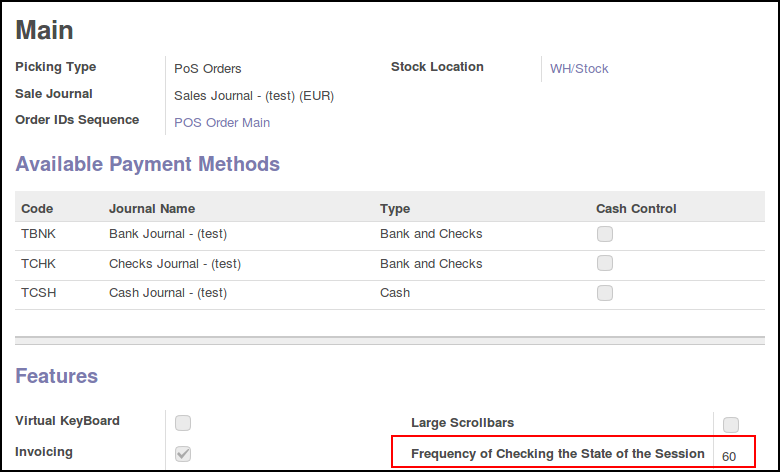 Main
Picking Type PoS Orders Stock Location WH/Stock
Sale Journal Sales Journal - (test) (EUR)
Order IDs Sequence POS Order Main
Available Payment Methods
Code Journal Name Type Cash Control
TBNK Bank Journal - (test) Bank and Checks
TCHK Checks Journal - (test) Bank and Checks
TCSH Cash Journal - (test) Cash
Features
Virtual KeyBoard Large Scrollbars
Invoicing Frequency of Checking the State of the Session 60